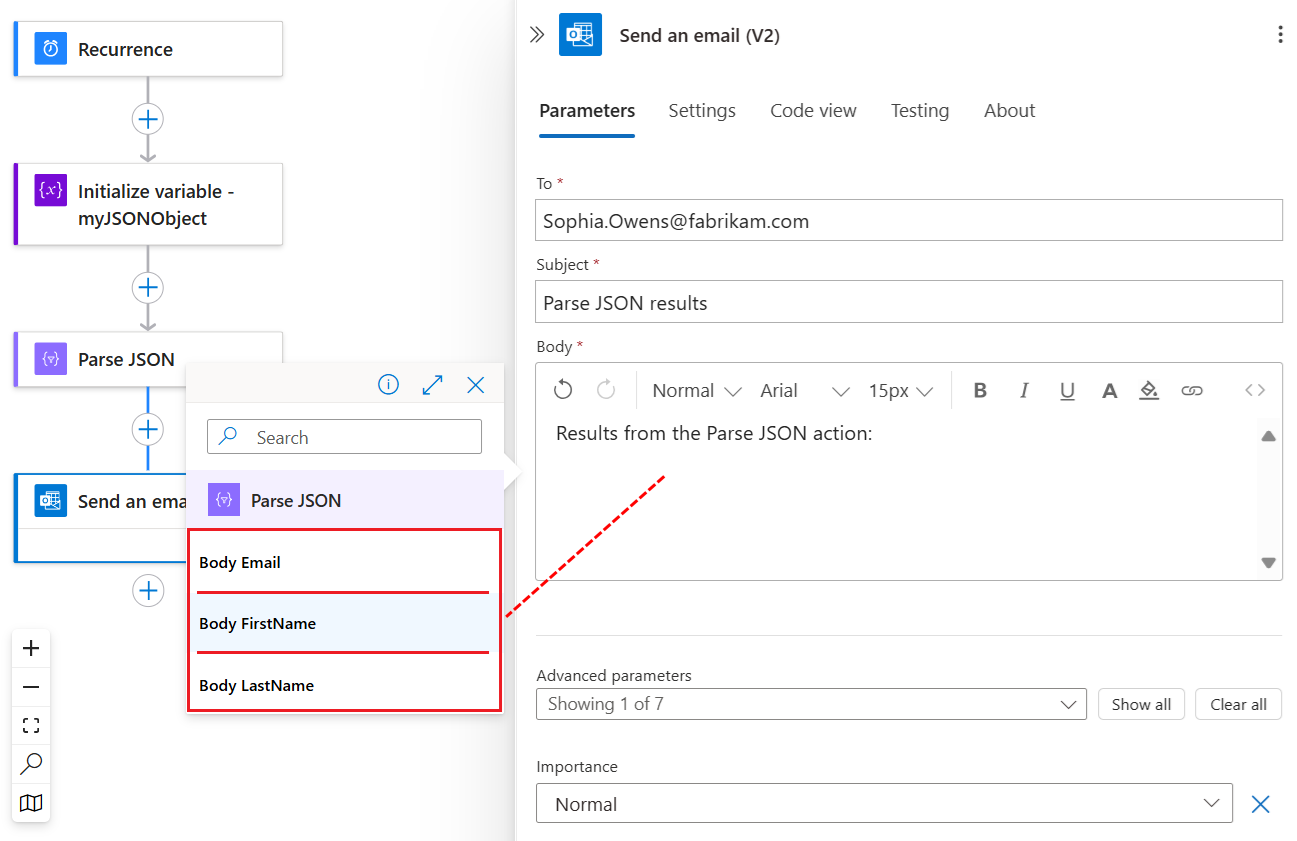 Recurrence
Initialize variable -
myJSONObject
Parse JSON
Send an ema
Search
Parse JSON
Body Email
Body FirstName
Body LastName
Send an email (V2)
Parameters Settings Code view Testing About
To *
Sophia.Owens@fabrikam.com
Subject *
Parse JSON results
Body *
Normal Arial 15px B I U A
Results from the Parse JSON action:
Advanced parameters
Showing 1 of 7 Show all Clear all
Importance
Normal